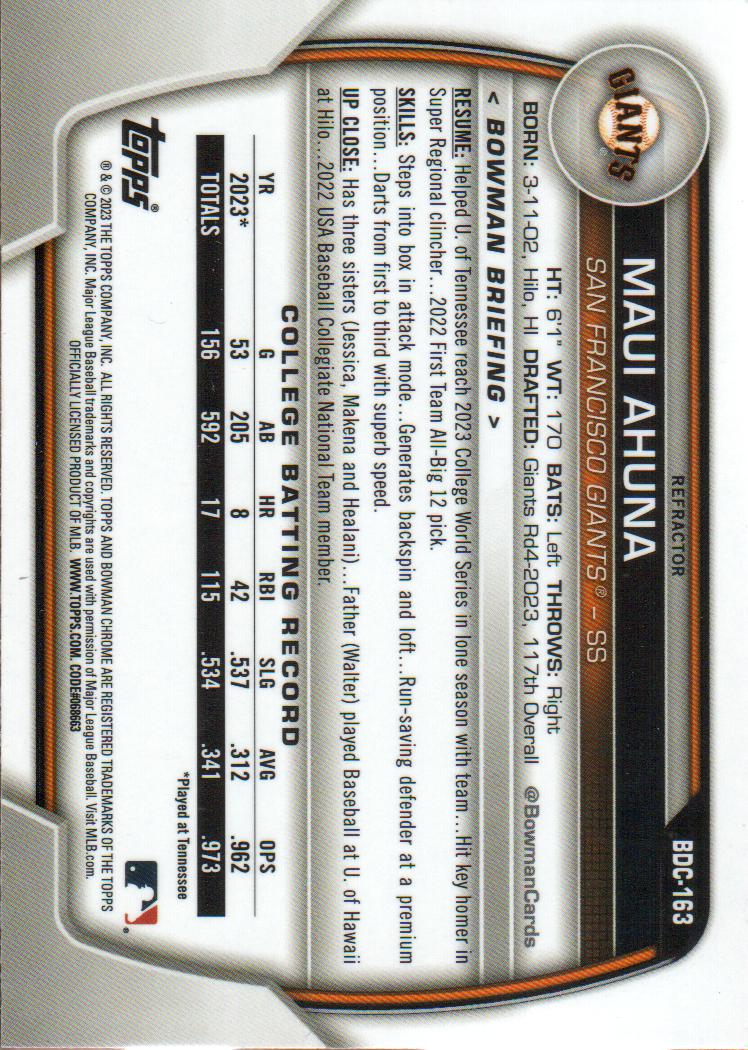 REFRACTOR
BDC-163
MAUI AHUNA
GIANTS
SAN FRANCISCO GIANTS® – SS
HT: 6'1" WT: 170 BATS: Left THROWS: Right
BORN: 3-11-02, Hilo, HI DRAFTED: Giants Rd4-2023, 117th Overall @BowmanCards
< BOWMAN BRIEFING >
RESUME: Helped U. of Tennessee reach 2023 College World Series in lone season with team...Hit key homer in
Super Regional clincher...2022 First Team All-Big 12 pick.
SKILLS: Steps into box in attack mode...Generates backspin and loft...Run-saving defender at a premium
position...Darts from first to third with superb speed.
UP CLOSE: Has three sisters (Jessica, Makena and Healani)...Father (Walter) played Baseball at U. of Hawaii
at Hilo...2022 USA Baseball Collegiate National Team member.
COLLEGE BATTING RECORD
YR G AB HR RBI SLG AVG OPS
2023* 53 205 8 42 .537 .312 .962
TOTALS 156 592 17 115 .534 .341 .973
*Played at Tennessee
topps®
® & © 2023 THE TOPPS COMPANY, INC. ALL RIGHTS RESERVED. TOPPS AND BOWMAN CHROME ARE REGISTERED TRADEMARKS OF THE TOPPS
COMPANY, INC. Major League Baseball trademarks and copyrights are used with permission of Major League Baseball. Visit MLB.com.
OFFICIALLY LICENSED PRODUCT OF MLB. WWW.TOPPS.COM. CODE#068663